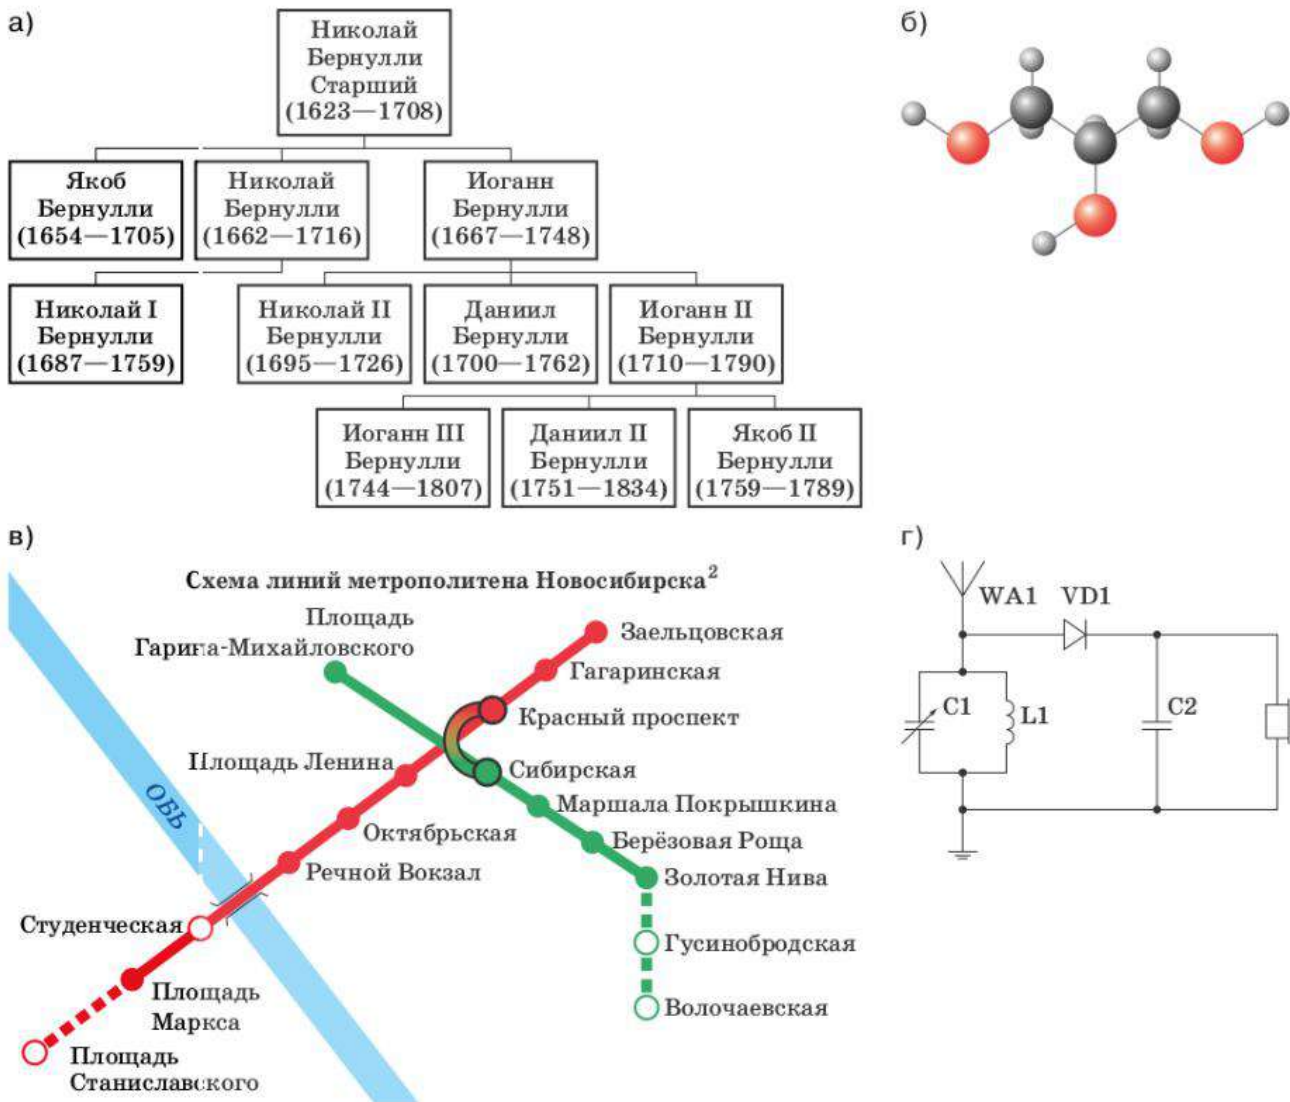 а)
Николай
Бернулли
Старший
(1623—1708)
Якоб
Бернулли
(1654—1705)
Николай
Бернулли
(1662—1716)
Иоганн
Бернулли
(1667—1748)
Николай I
Бернулли
(1687—1759)
Николай II
Бернулли
(1695—1726)
Даниил
Бернулли
(1700—1762)
Иоганн II
Бернулли
(1710—1790)
Иоганн III
Бернулли
(1744—1807)
Даниил II
Бернулли
(1751—1834)
Якоб II
Бернулли
(1759—1789)
б)
в)
Схема линий метрополитена Новосибирска²
Площадь
Гарина-Михайловского
Заельцовская
Гагаринская
Красный проспект
Площадь Ленина
Сибирская
Маршала Покрышкина
Октябрьская
Берёзовая Роща
Речной Вокзал
Золотая Нива
ОБЬ
Студенческая
Гусинобродская
Площадь
Маркса
Волочаевская
Площадь
Станиславского
г)
WA1
VD1
C1
L1
C2